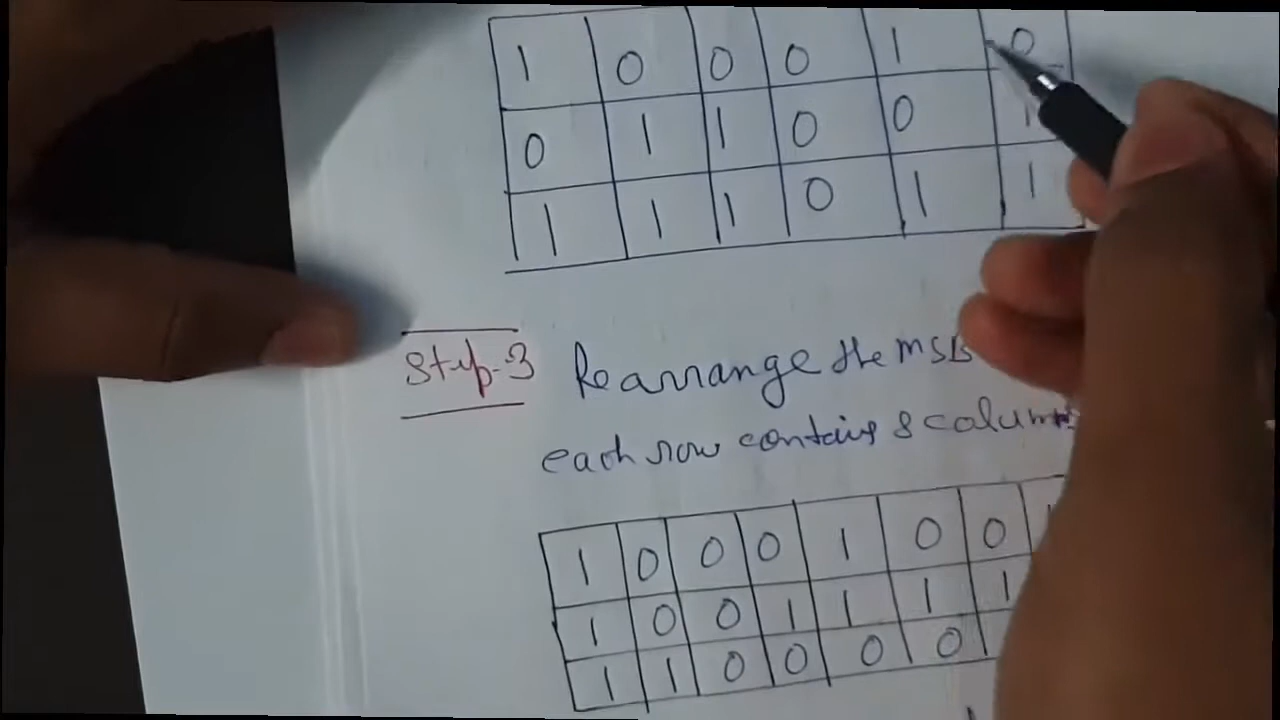 1 0 0 0 1 0
0 1 1 0 0 1
1 1 1 0 1 1
Step-3 Rearrange the MSB
each row contains 8 columns
1 0 0 0 1 0 0
1 0 0 1 1 1 1
1 1 0 0 0 0